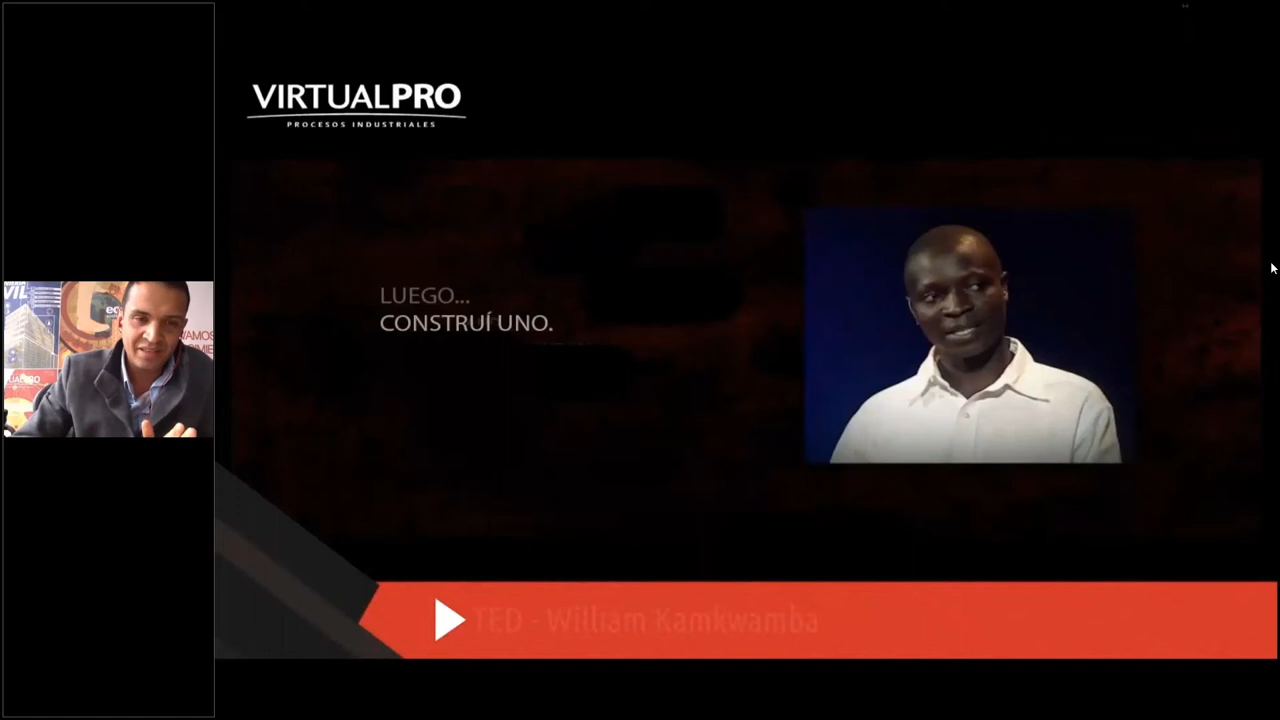 VIRTUALPRO
PROCESOS INDUSTRIALES
LUEGO...
CONSTRUÍ UNO.
TED - William Kamkwamba